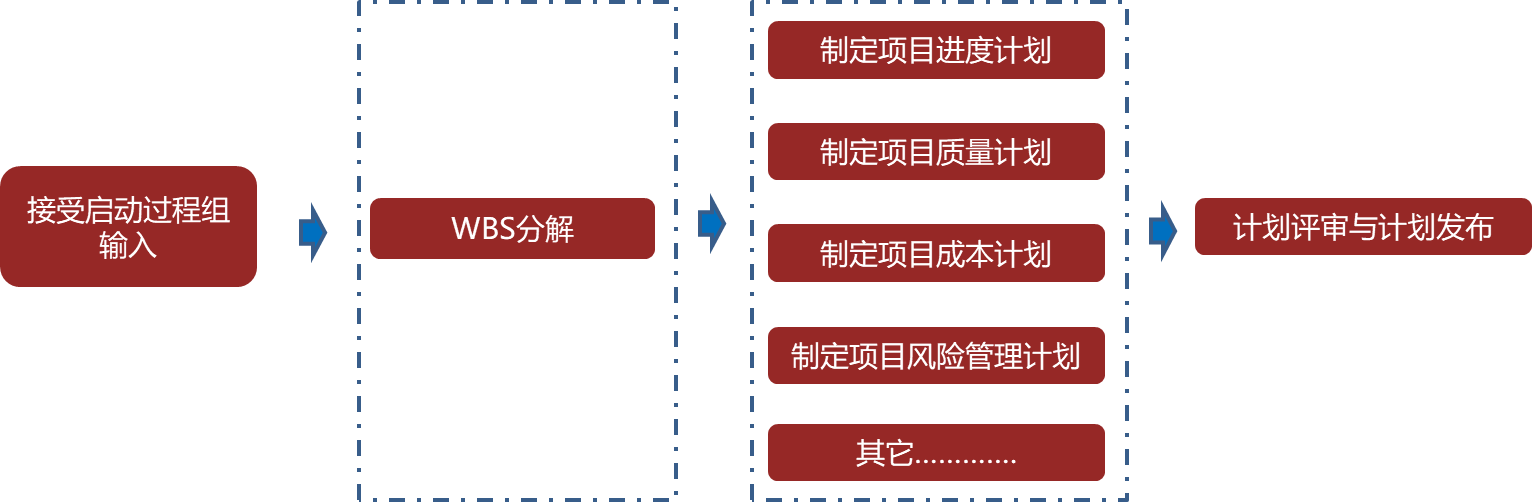 接受启动过程组
输入
WBS分解
制定项目进度计划
制定项目质量计划
制定项目成本计划
制定项目风险管理计划
其它.............
计划评审与计划发布